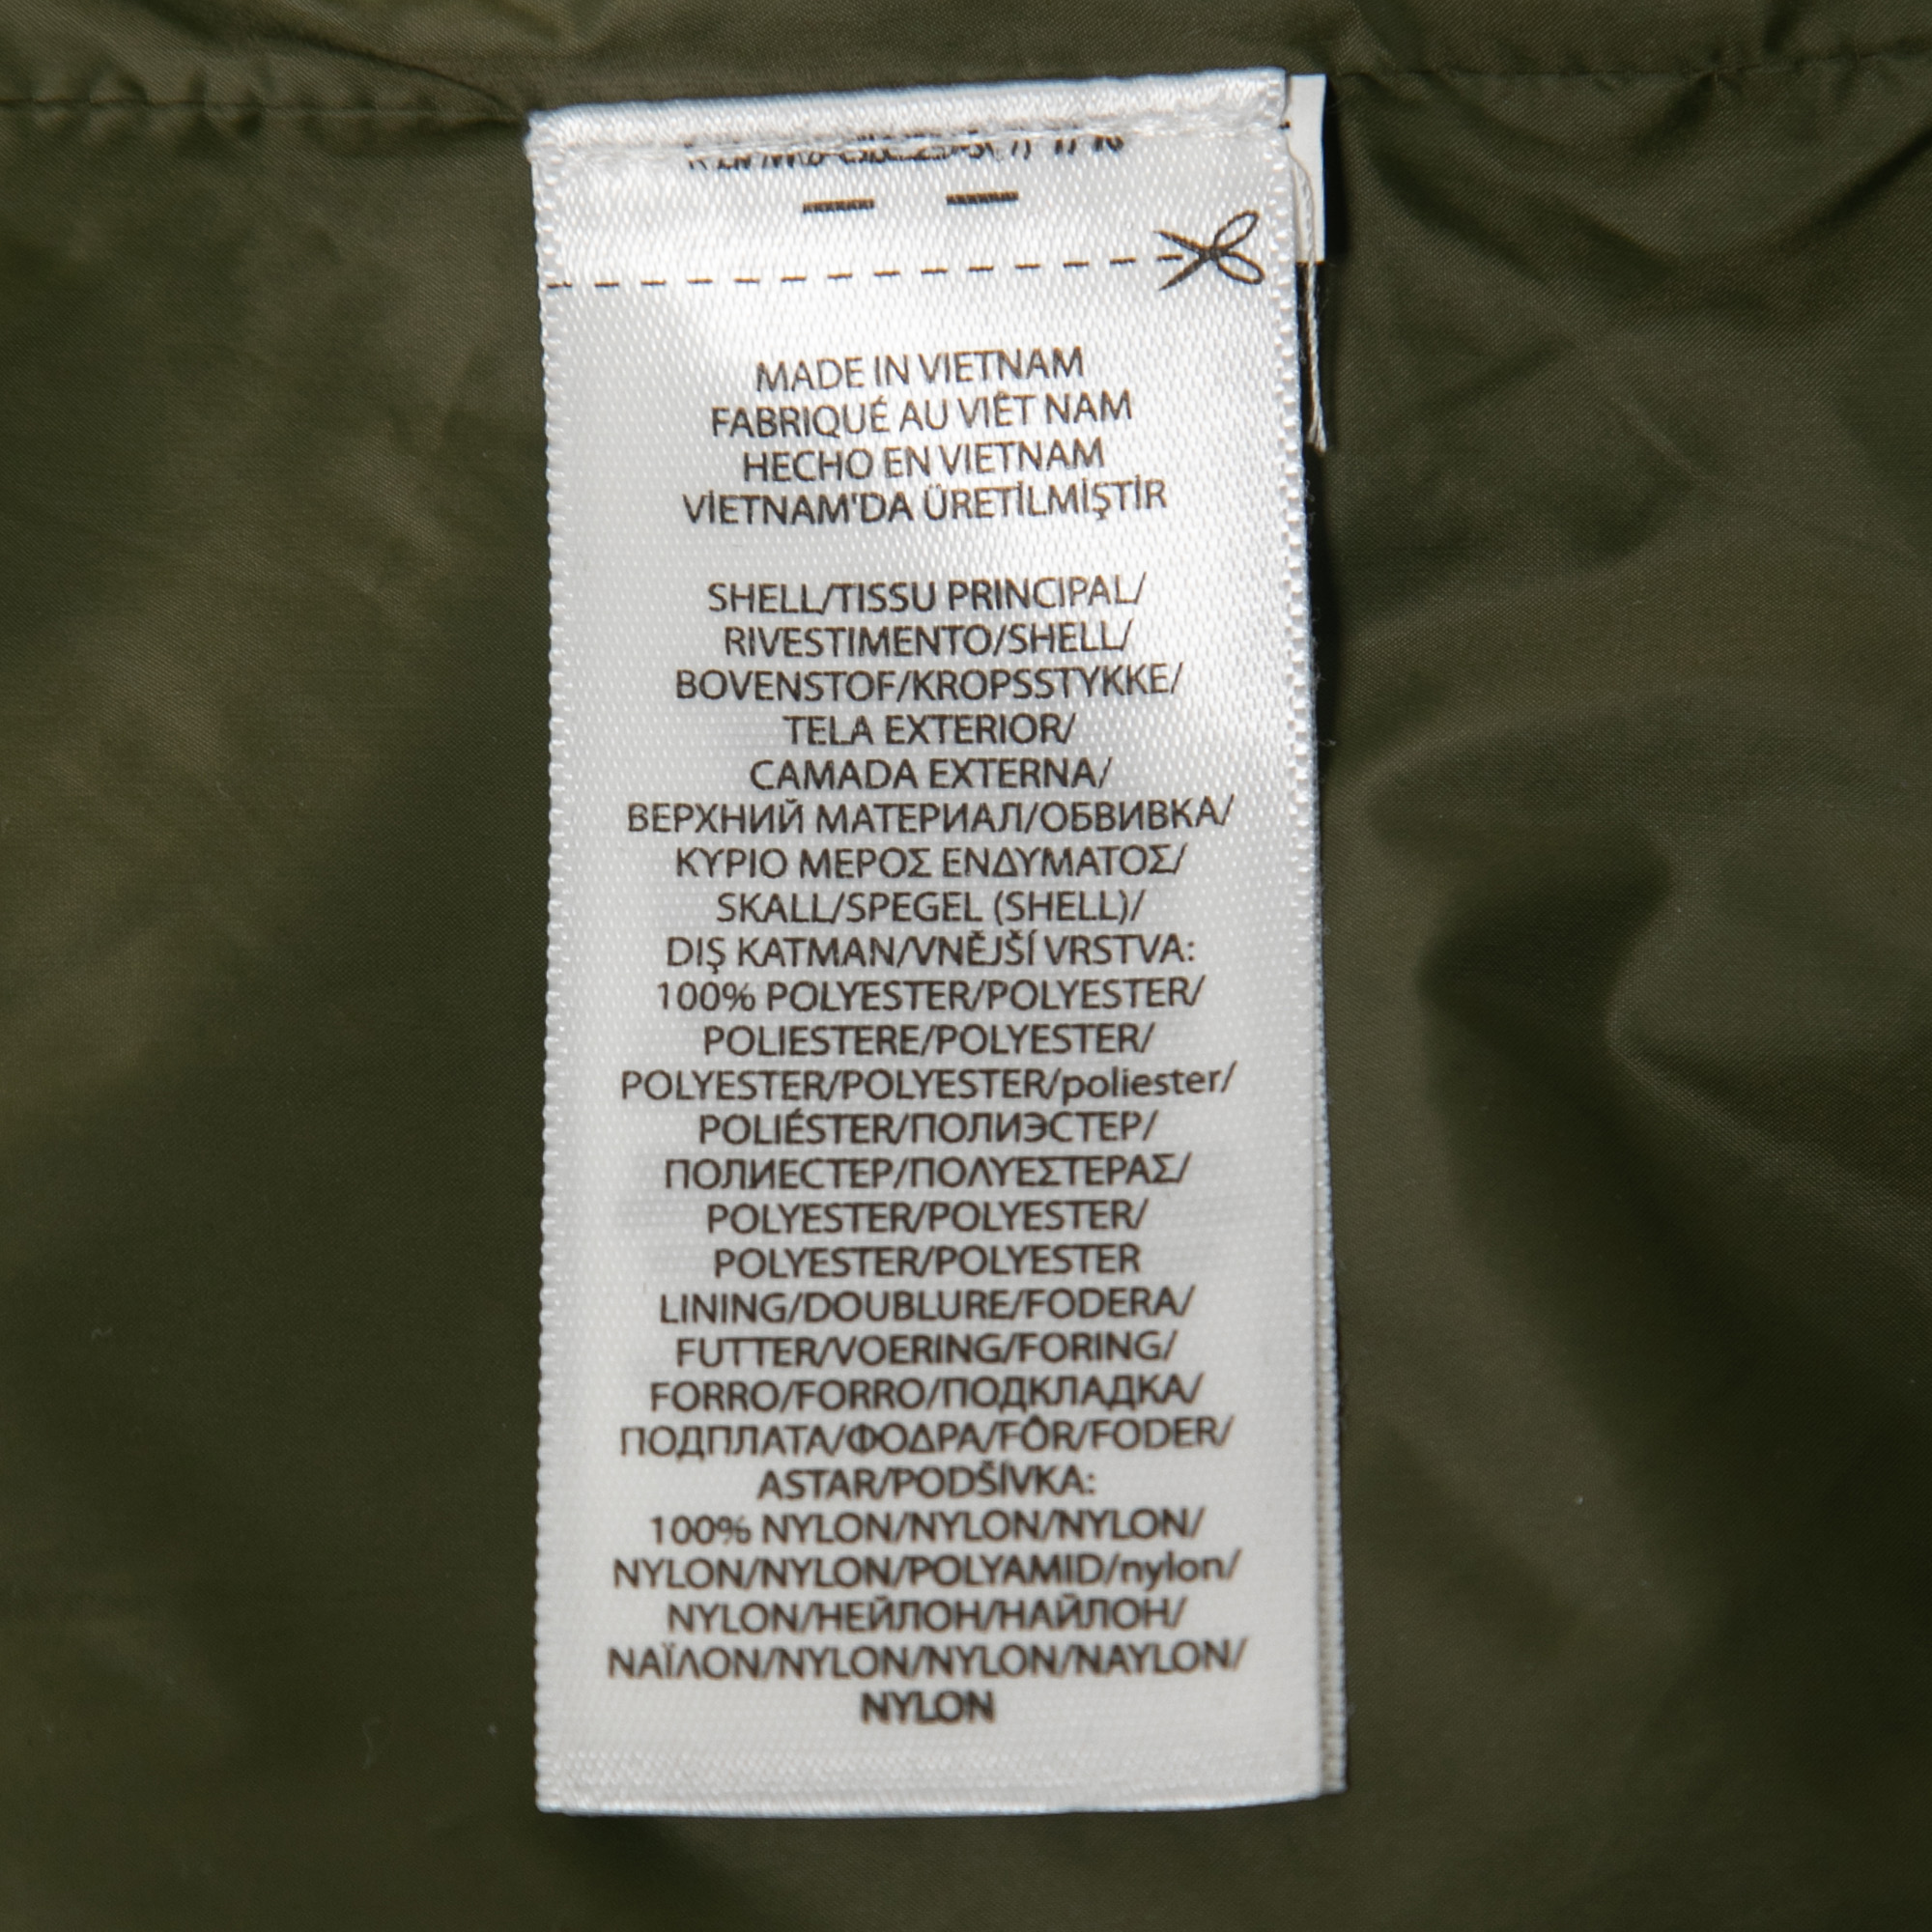 MADE IN VIETNAM
FABRIQUÉ AU VIÊT NAM
HECHO EN VIETNAM
VİETNAM'DA ÜRETİLMİŞTİR
SHELL/TISSU PRINCIPAL/
RIVESTIMENTO/SHELL/
BOVENSTOF/KROPSSTYKKE/
TELA EXTERIOR/
CAMADA EXTERNA/
ВЕРХНИЙ МАТЕРИАЛ/ОБВИВКА/
ΚΥΡΙΟ ΜΕΡΟΣ ΕΝΔΥΜΑΤΟΣ/
SKALL/SPEGEL (SHELL)/
DIŞ KATMAN/VNĚJŠÍ VRSTVA:
100% POLYESTER/POLYESTER/
POLIESTERE/POLYESTER/
POLYESTER/POLYESTER/poliester/
POLIÉSTER/ПОЛИЭСТЕР/
ПОЛИЕСТЕР/ΠΟΛΥΕΣΤΕΡΑΣ/
POLYESTER/POLYESTER/
POLYESTER/POLYESTER
LINING/DOUBLURE/FODERA/
FUTTER/VOERING/FORING/
FORRO/FORRO/ПОДКЛАДКА/
ПОДПЛАТА/ΦΟΔΡΑ/FÔR/FODER/
ASTAR/PODŠÍVKA:
100% NYLON/NYLON/NYLON/
NYLON/NYLON/POLYAMID/nylon/
NYLON/НЕЙЛОН/НАЙЛОН/
ΝΑΪΛΟΝ/NYLON/NYLON/NAYLON/
NYLON